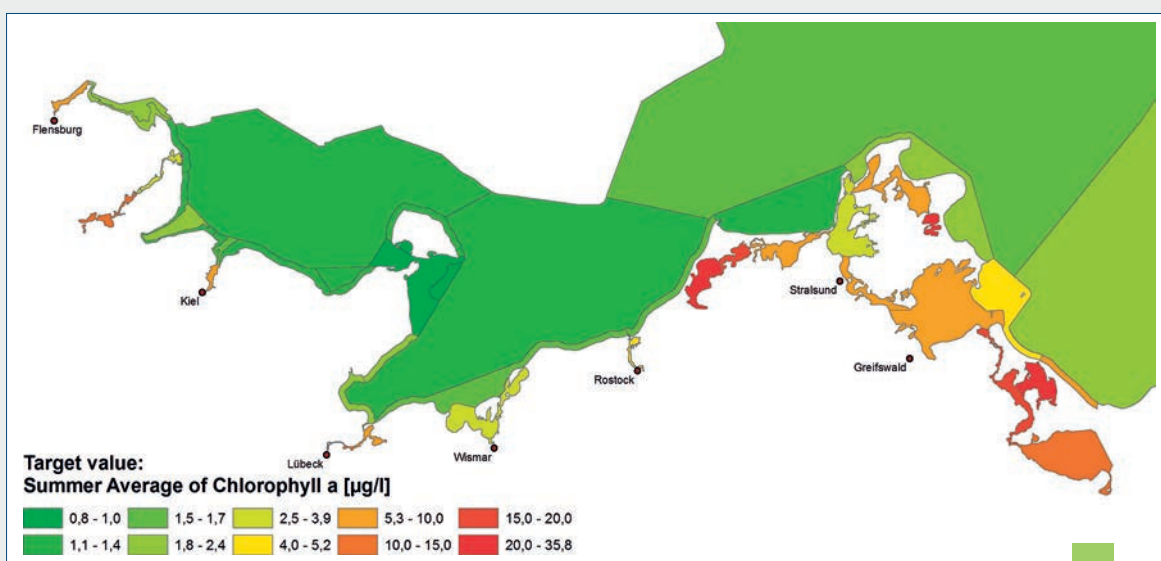 Flensburg
Kiel
Stralsund
Greifswald
Rostock
Lübeck
Wismar
Target value:
Summer Average of Chlorophyll a [µg/l]
0,8 - 1,0
1,5 - 1,7
2,5 - 3,9
5,3 - 10,0
15,0 - 20,0
1,1 - 1,4
1,8 - 2,4
4,0 - 5,2
10,0 - 15,0
20,0 - 35,8